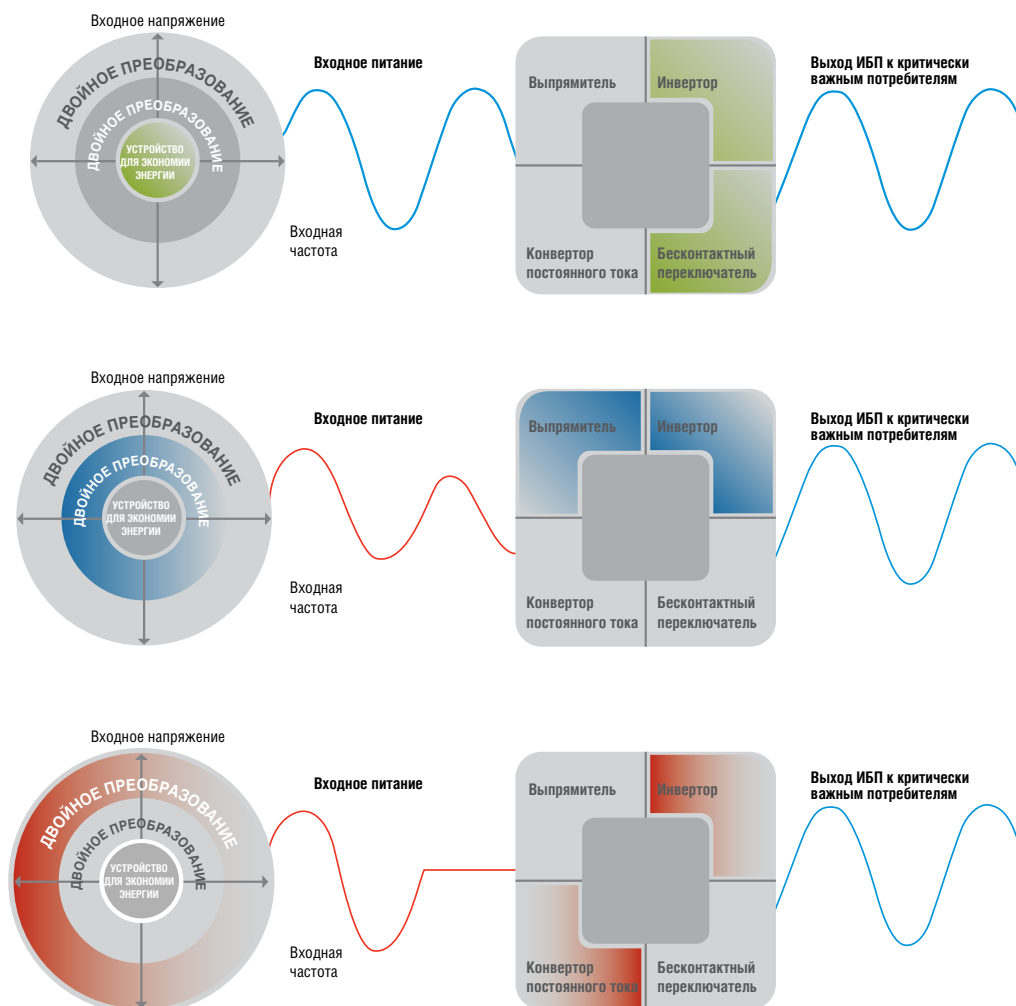 Входное напряжение
ДВОЙНОЕ ПРЕОБРАЗОВАНИЕ
ДВОЙНОЕ ПРЕОБРАЗОВАНИЕ
УСТРОЙСТВО
ДЛЯ ЭКОНОМИИ
ЭНЕРГИИ
Входная
частота
Входное питание
Выпрямитель
Инвертор
Конвертор
постоянного тока
Бесконтактный
переключатель
Выход ИБП к критически
важным потребителям
Входное напряжение
ДВОЙНОЕ ПРЕОБРАЗОВАНИЕ
ДВОЙНОЕ ПРЕОБРАЗОВАНИЕ
УСТРОЙСТВО
ДЛЯ ЭКОНОМИИ
ЭНЕРГИИ
Входная
частота
Входное питание
Выпрямитель
Инвертор
Конвертор
постоянного тока
Бесконтактный
переключатель
Выход ИБП к критически
важным потребителям
Входное напряжение
ДВОЙНОЕ ПРЕОБРАЗОВАНИЕ
ДВОЙНОЕ ПРЕОБРАЗОВАНИЕ
УСТРОЙСТВО
ДЛЯ ЭКОНОМИИ
ЭНЕРГИИ
Входная
частота
Входное питание
Выпрямитель
Инвертор
Конвертор
постоянного тока
Бесконтактный
переключатель
Выход ИБП к критически
важным потребителям